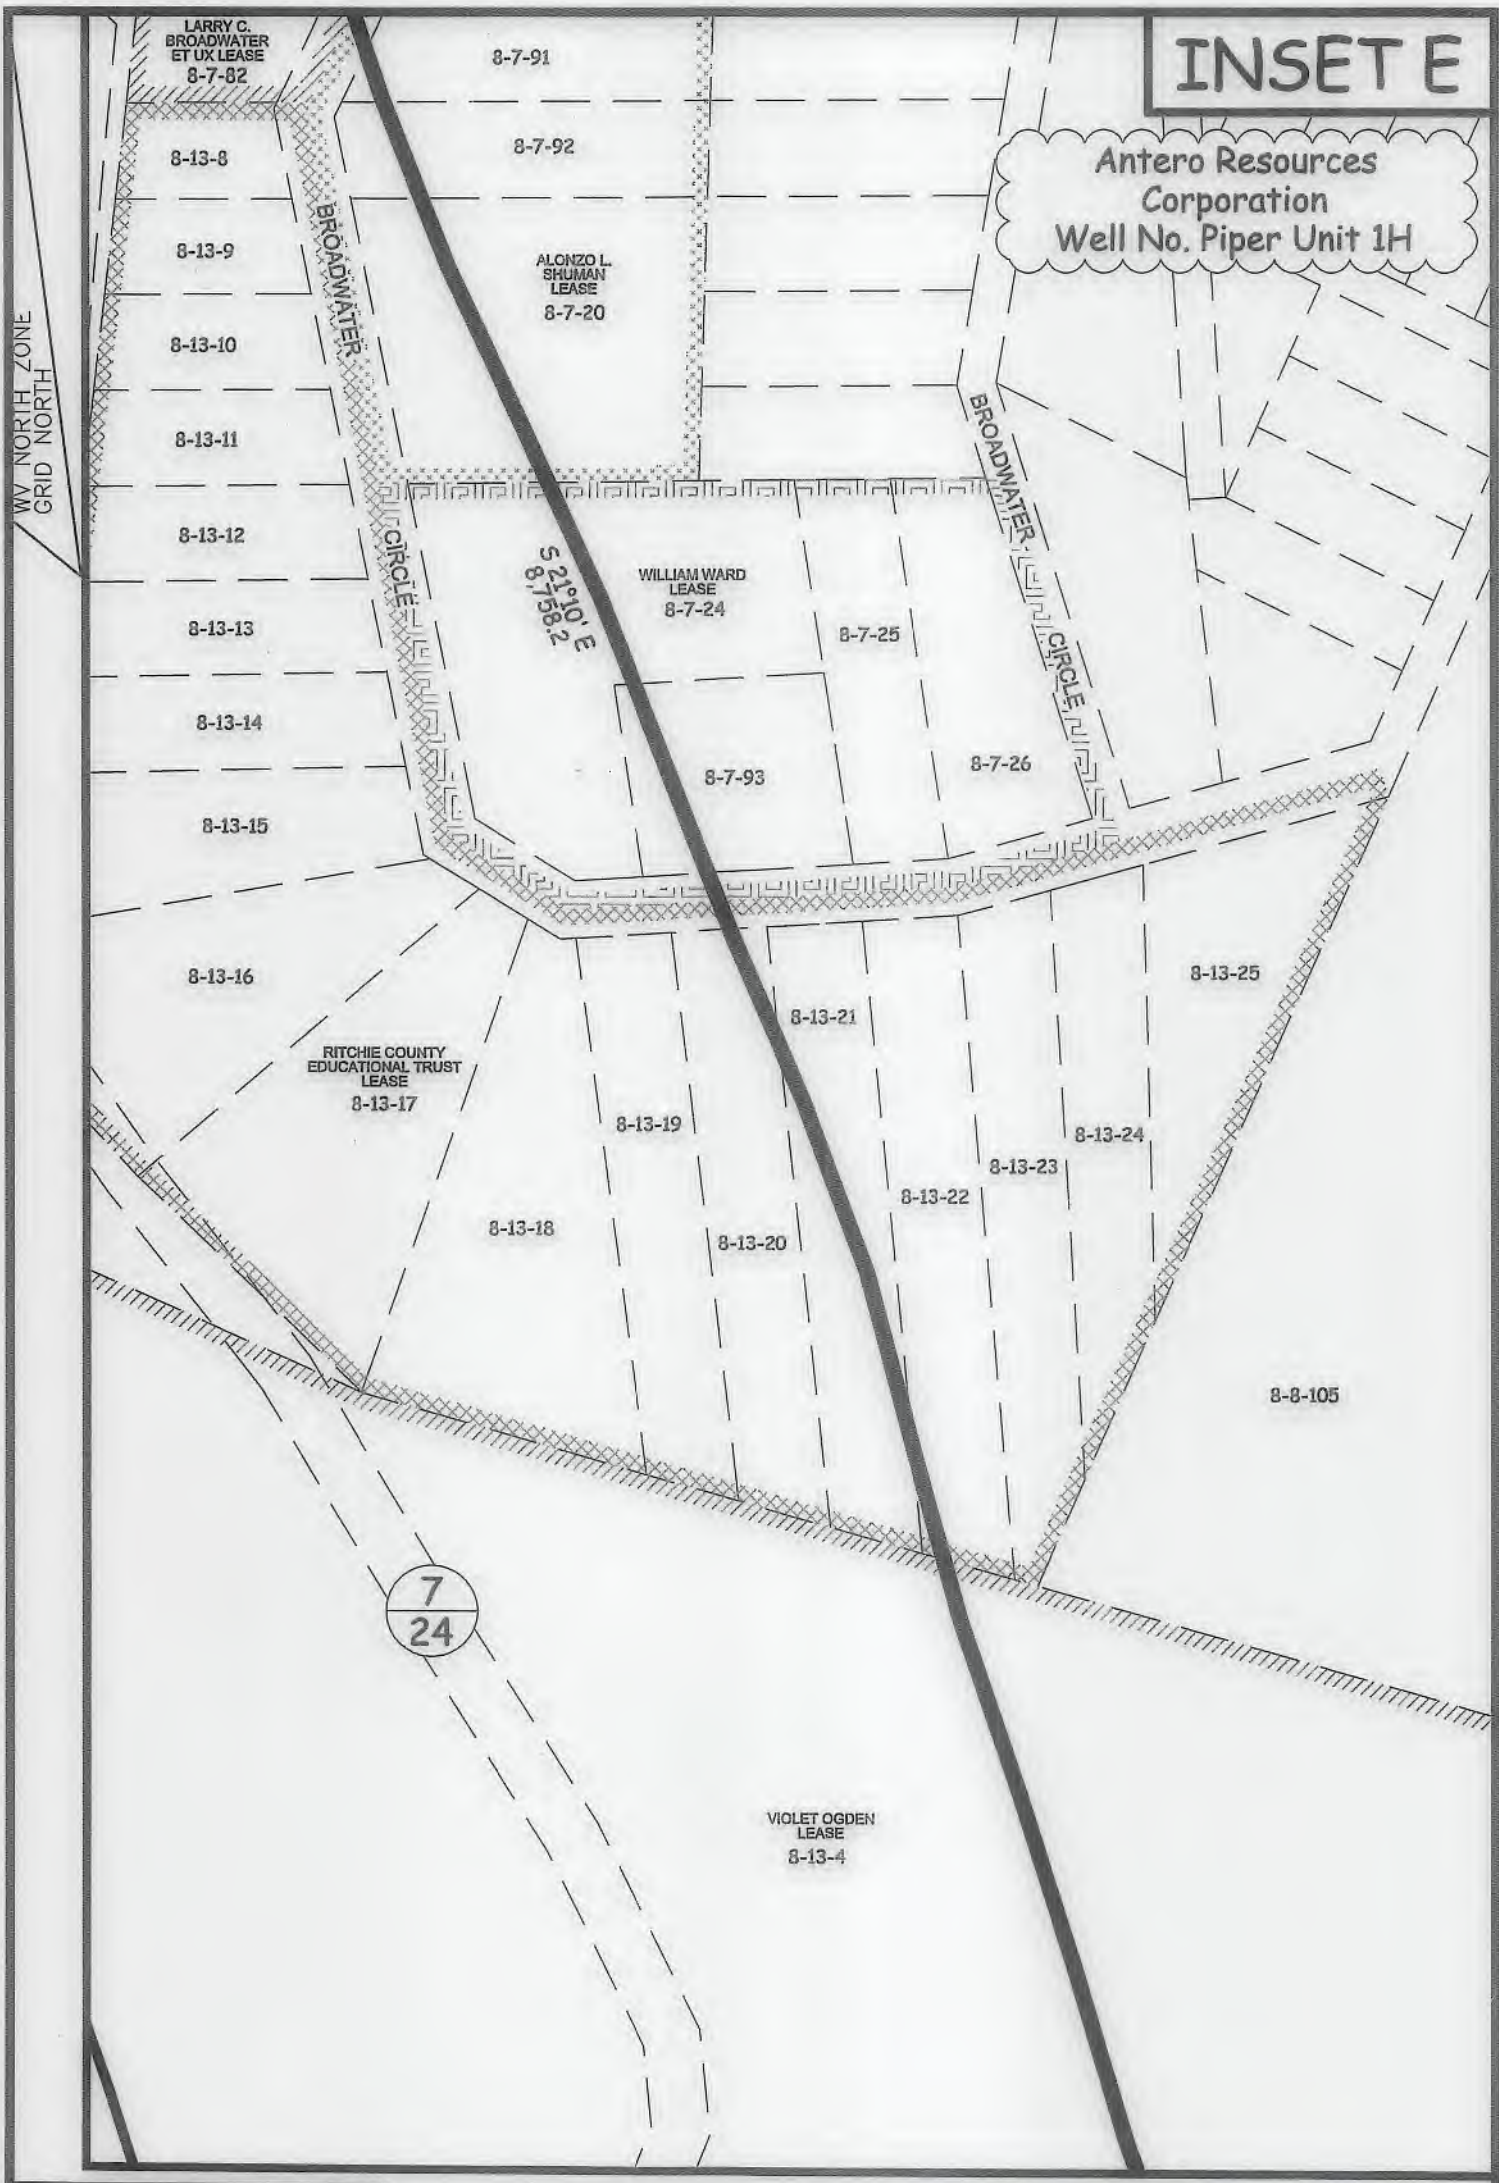 INSET E
Antero Resources
Corporation
Well No. Piper Unit 1H
WV NORTH ZONE
GRID NORTH
LARRY C.
BROADWATER
ET UX LEASE
8-7-82
8-7-91
8-7-92
8-13-8
8-13-9
8-13-10
8-13-11
8-13-12
8-13-13
8-13-14
8-13-15
8-13-16
BROADWATER
CIRCLE
ALONZO L.
SHUMAN
LEASE
8-7-20
BROADWATER
CIRCLE
S 21°10' E
8,758.2
WILLIAM WARD
LEASE
8-7-24
8-7-25
8-7-26
8-7-93
RITCHIE COUNTY
EDUCATIONAL TRUST
LEASE
8-13-17
8-13-18
8-13-19
8-13-20
8-13-21
8-13-22
8-13-23
8-13-24
8-13-25
8-8-105
7
24
VIOLET OGDEN
LEASE
8-13-4